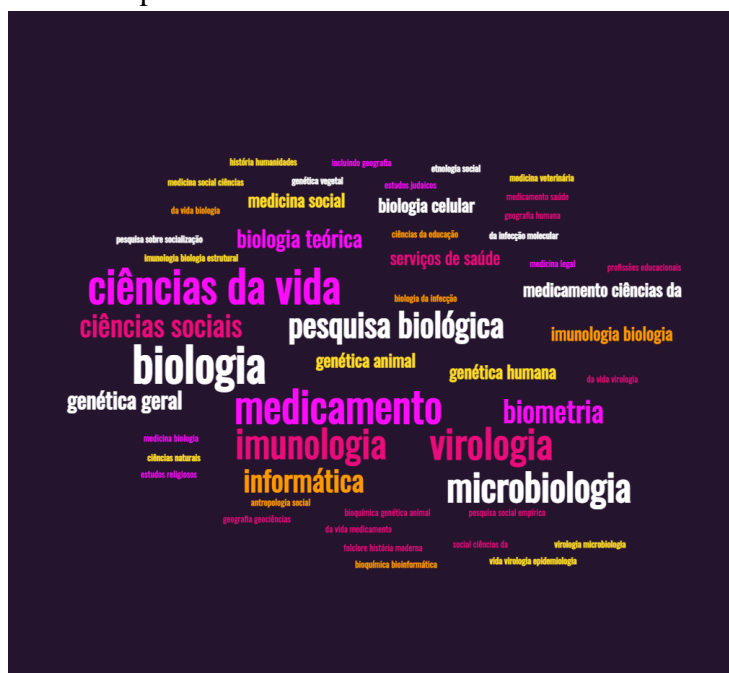 história humanidades
incluindo geografia
etnologia social
medicina social ciências
genética vegetal
estudos judaicos
medicina veterinária
medicina social
biologia celular
medicamento saúde
da vida biologia
geografia humana
pesquisa sobre socialização
biologia teórica
ciências da educação
da infecção molecular
imunologia biologia estrutural
serviços de saúde
medicina legal
profissões educacionais
ciências da vida
biologia da infecção
medicamento ciências da
ciências sociais
pesquisa biológica
imunologia biologia
biologia
genética animal
genética humana
da vida virologia
genética geral
medicamento
biometria
medicina biologia
imunologia
virologia
ciências naturais
estudos religiosos
informática
microbiologia
antropologia social
geografia geociências
bioquímica genética animal
pesquisa social empírica
da vida medicamento
folclore história moderna
social ciências da
virologia microbiologia
bioquímica bioinformática
vida virologia epidemiologia